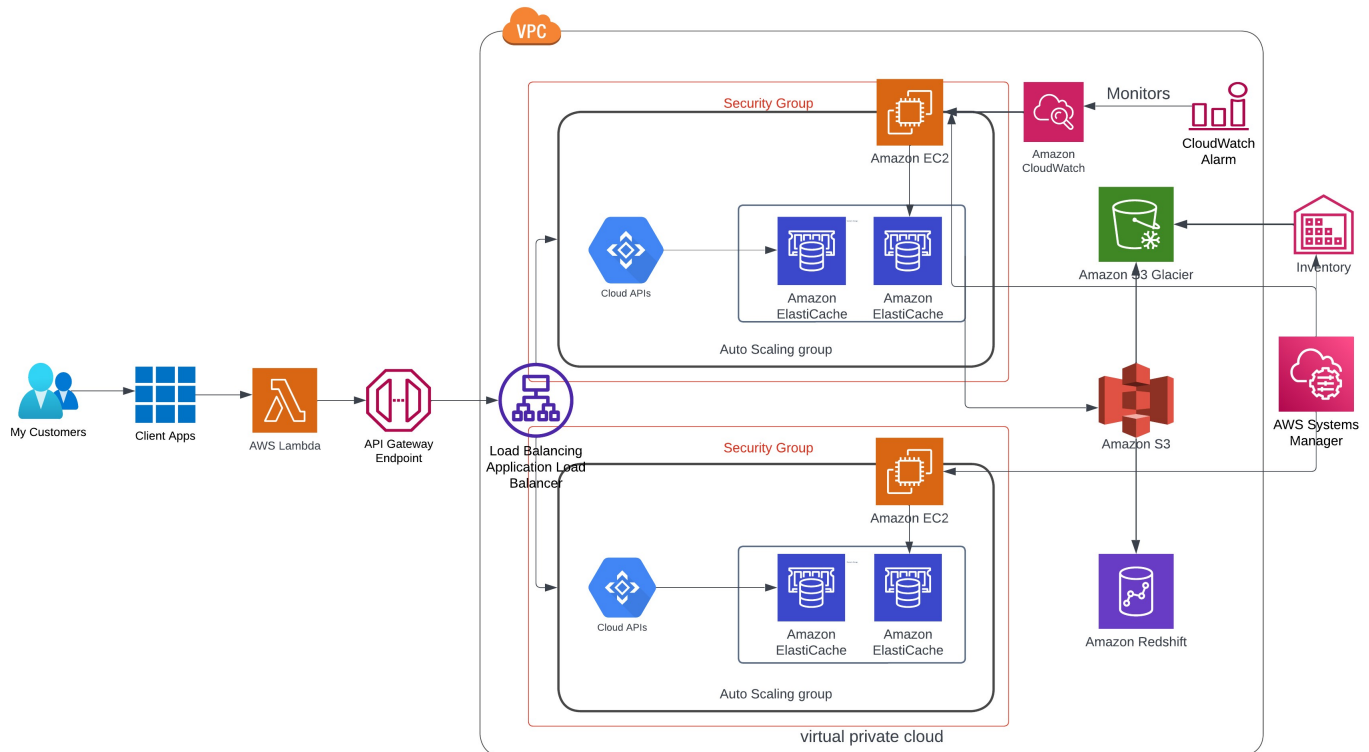 VPC
Security Group
Amazon EC2
Amazon
CloudWatch
Monitors
CloudWatch
Alarm
Cloud APIs
Amazon
ElastiCache
Amazon
ElastiCache
Auto Scaling group
Amazon S3 Glacier
Inventory
My Customers
Client Apps
AWS Lambda
API Gateway
Endpoint
Load Balancing
Application Load
Balancer
Amazon S3
AWS Systems
Manager
Security Group
Amazon EC2
Cloud APIs
Amazon
ElastiCache
Amazon
ElastiCache
Auto Scaling group
Amazon Redshift
virtual private cloud